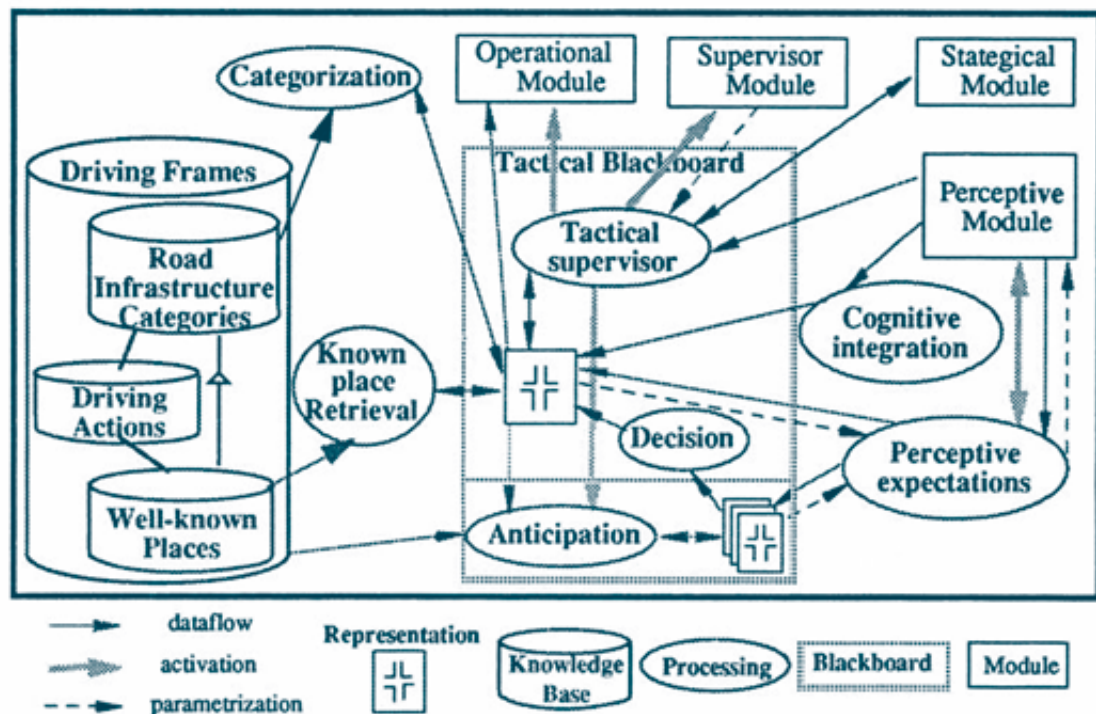 Operational
Module
Supervisor
Module
Stategical
Module
Categorization
Tactical Blackboard
Driving Frames
Perceptive
Module
Road
Infrastructure
Categories
Tactical
supervisor
Cognitive
integration
Known
place
Retrieval
Driving
Actions
Decision
Perceptive
expectations
Well-known
Places
Anticipation
dataflow
activation
parametrization
Representation
Knowledge
Base
Processing
Blackboard
Module